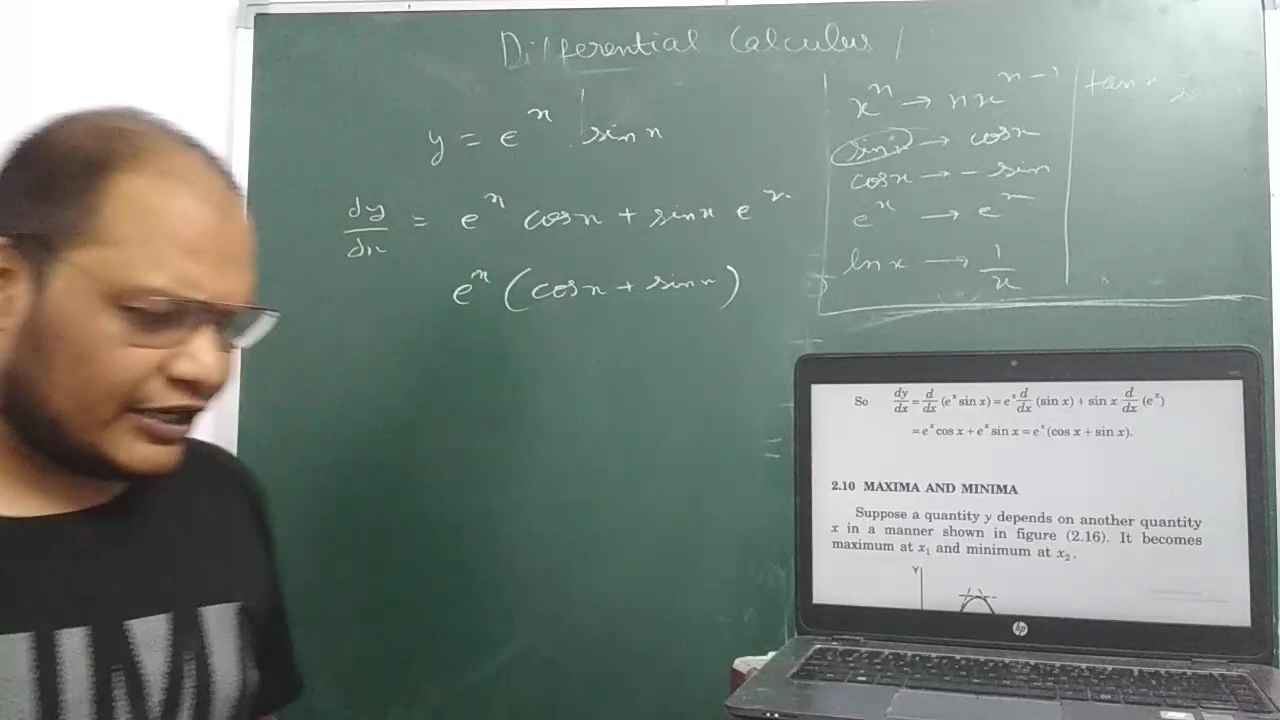 Differential Calculus
y = e^x sin x
dy/dx = e^x cos x + sin x e^x
e^x (cos x + sin x)
x^n → nx^(n-1)
sin x → cos x
cos x → - sin
e^x → e^x
ln x → 1/x
tan x
So dy/dx = d/dx (e^x sin x) = e^x d/dx (sin x) + sin x d/dx (e^x)
= e^x cos x + e^x sin x = e^x (cos x + sin x).
2.10 MAXIMA AND MINIMA
Suppose a quantity y depends on another quantity
x in a manner shown in figure (2.16). It becomes
maximum at x₁ and minimum at x₂.
Y
hp